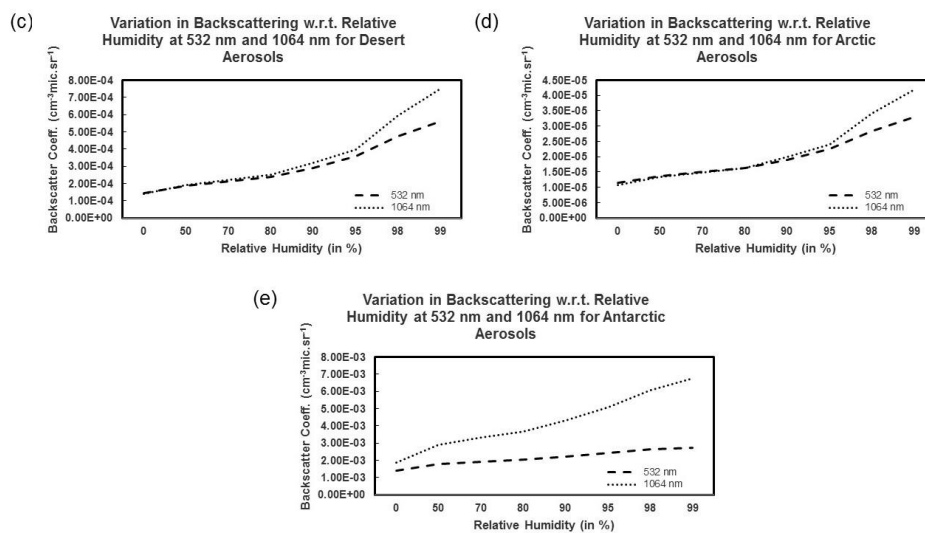 (c)
Variation in Backscattering w.r.t. Relative
Humidity at 532 nm and 1064 nm for Desert
Aerosols
Backscatter Coeff. (cm⁻³mic.sr⁻¹)
8.00E-04
7.00E-04
6.00E-04
5.00E-04
4.00E-04
3.00E-04
2.00E-04
1.00E-04
0.00E+00
532 nm
1064 nm
0 50 70 80 90 95 98 99
Relative Humidity (in %)
(d)
Variation in Backscattering w.r.t. Relative
Humidity at 532 nm and 1064 nm for Arctic
Aerosols
Backscatter Coeff. (cm⁻³mic.sr⁻¹)
4.50E-05
4.00E-05
3.50E-05
3.00E-05
2.50E-05
2.00E-05
1.50E-05
1.00E-05
5.00E-06
0.00E+00
532 nm
1064 nm
0 50 70 80 90 95 98 99
Relative Humidity (in %)
(e)
Variation in Backscattering w.r.t. Relative
Humidity at 532 nm and 1064 nm for Antarctic
Aerosols
Backscatter Coeff. (cm⁻³mic.sr⁻¹)
8.00E-03
7.00E-03
6.00E-03
5.00E-03
4.00E-03
3.00E-03
2.00E-03
1.00E-03
0.00E+00
532 nm
1064 nm
0 50 70 80 90 95 98 99
Relative Humidity (in %)